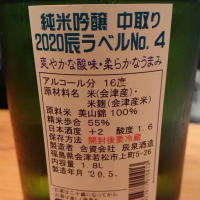 純米吟醸 中取り
2020辰ラベルNo. 4
爽やかな酸味・柔らかなうまみ
アルコール分 16度
原材料名 米(会津産)・
米麹(会津産米)
原料米 美山錦 100%
精米歩合 55%
日本酒度 +2 酸度 1.6
保存方法 開封後要冷蔵
製造者 合資会社 辰泉酒造
福島県会津若松市上町5-26
内容量 1.8L
製造年月 '20.5.